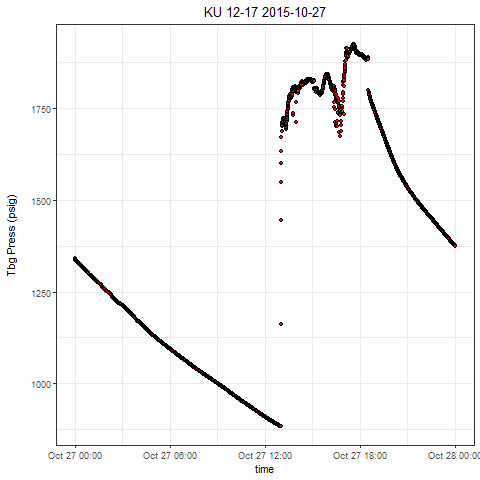 KU 12-17 2015-10-27
Tbg Press (psig)
1750
1500
1250
1000
Oct 27 00:00
Oct 27 06:00
Oct 27 12:00
Oct 27 18:00
Oct 28 00:00
time